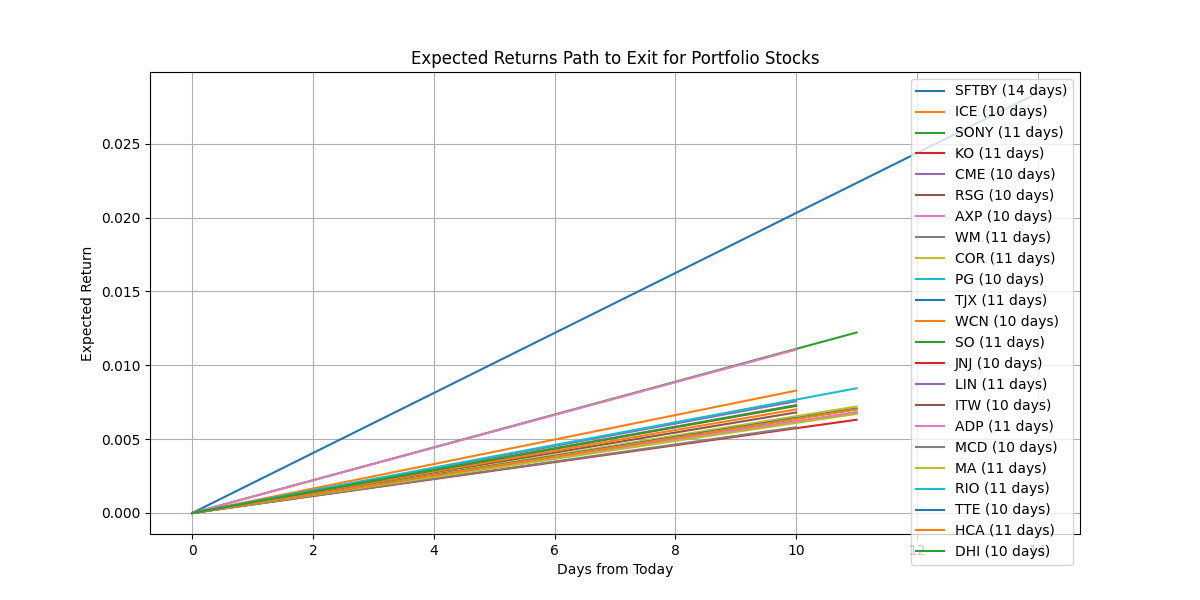 Expected Returns Path to Exit for Portfolio Stocks
Expected Return
0.025
0.020
0.015
0.010
0.005
0.000
0
2
4
6
8
10
12
14
Days from Today
SFTBY (14 days)
ICE (10 days)
SONY (11 days)
KO (11 days)
CME (10 days)
RSG (10 days)
AXP (10 days)
WM (11 days)
COR (11 days)
PG (10 days)
TJX (11 days)
WCN (10 days)
SO (11 days)
JNJ (10 days)
LIN (11 days)
ITW (10 days)
ADP (11 days)
MCD (10 days)
MA (11 days)
RIO (11 days)
TTE (10 days)
HCA (11 days)
DHI (10 days)